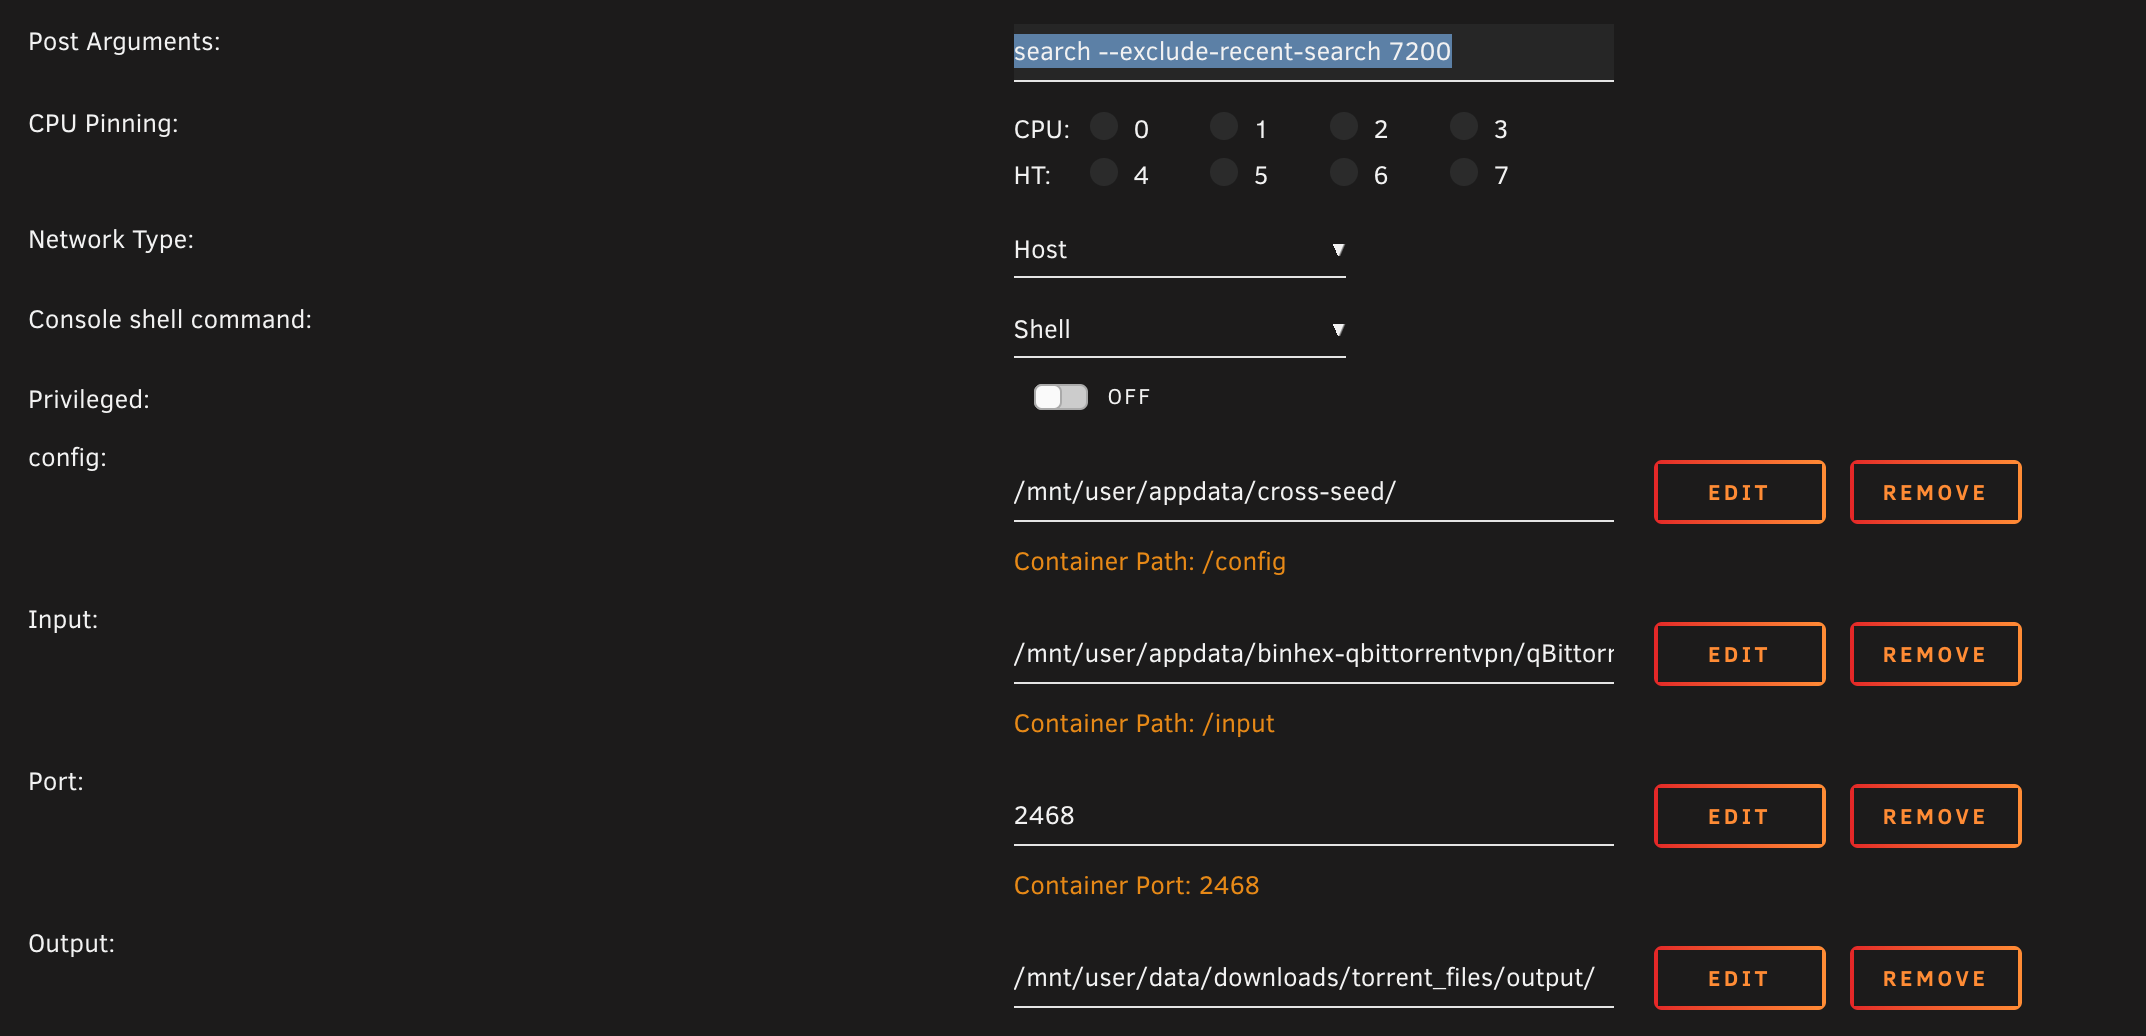 Post Arguments:
search --exclude-recent-search 7200
CPU Pinning:
CPU: 0 1 2 3
HT: 4 5 6 7
Network Type:
Host
Console shell command:
Shell
Privileged:
OFF
config:
/mnt/user/appdata/cross-seed/
EDIT REMOVE
Container Path: /config
Input:
/mnt/user/appdata/binhex-qbittorrentvpn/qBittorr
EDIT REMOVE
Container Path: /input
Port:
2468
EDIT REMOVE
Container Port: 2468
Output:
/mnt/user/data/downloads/torrent_files/output/
EDIT REMOVE